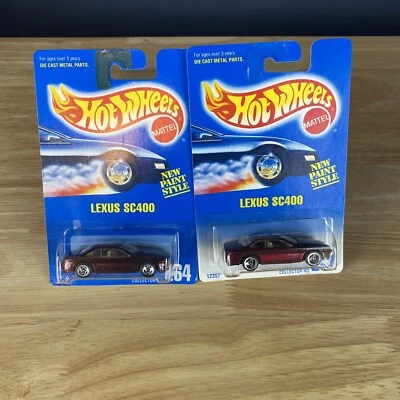 For ages over 3 years.
DIE CAST METAL PARTS.
Hot Wheels
MATTEL
NEW
PAINT
STYLE
LEXUS SC400
COLLECTOR
For ages over 3 years.
DIE CAST METAL PARTS.
Hot Wheels
MATTEL
NEW
PAINT
STYLE
LEXUS SC400
12357
COLLECTOR NO.